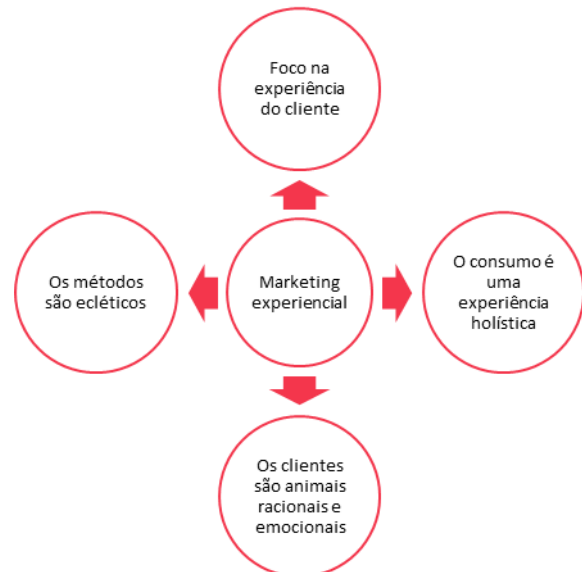 Foco na
experiência
do cliente
Os métodos
são ecléticos
Marketing
experiencial
O consumo é
uma
experiência
holística
Os clientes
são animais
racionais e
emocionais